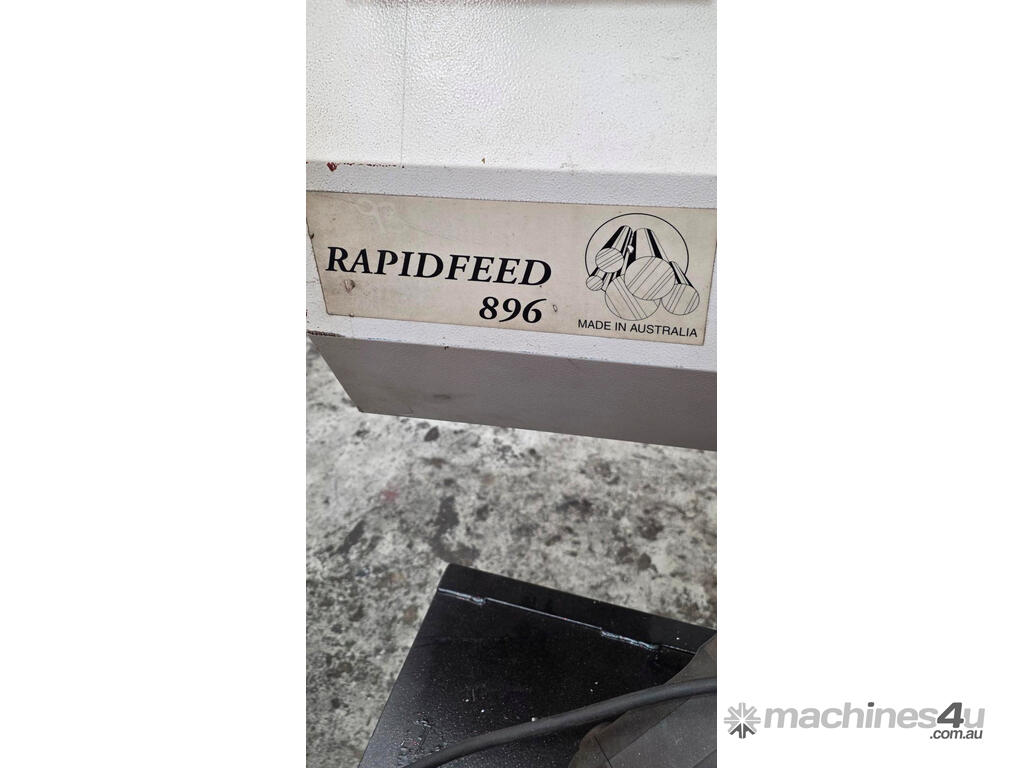 RAPIDFEED
896
MADE IN AUSTRALIA
machines4u
.com.au